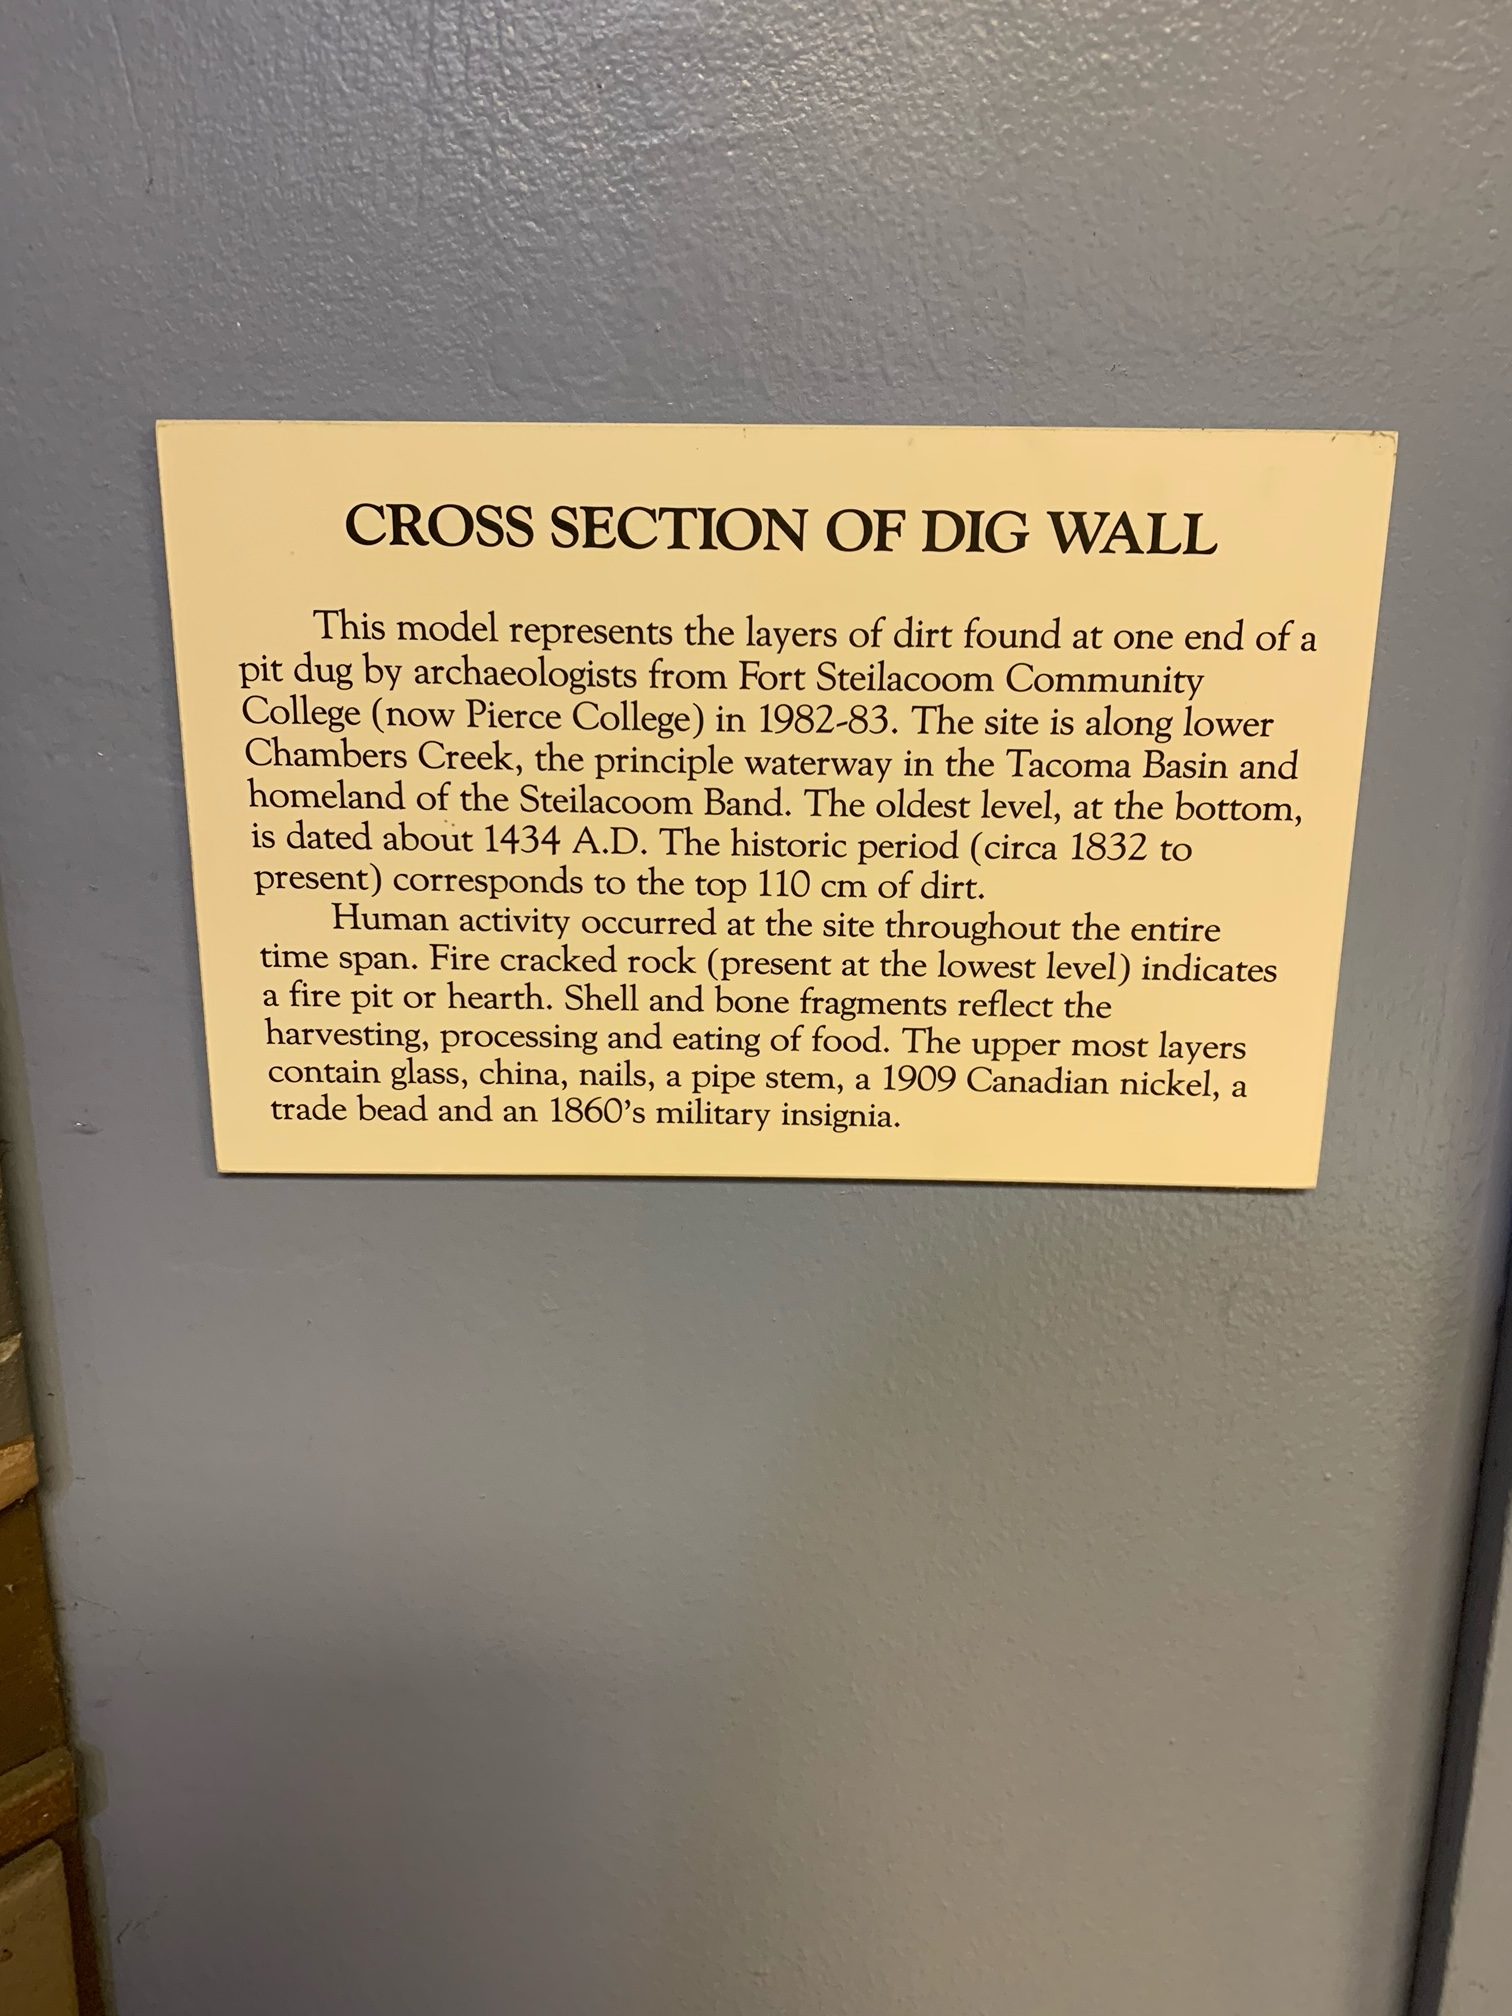 CROSS SECTION OF DIG WALL
This model represents the layers of dirt found at one end of a
pit dug by archaeologists from Fort Steilacoom Community
College (now Pierce College) in 1982-83. The site is along lower
Chambers Creek, the principle waterway in the Tacoma Basin and
homeland of the Steilacoom Band. The oldest level, at the bottom,
is dated about 1434 A.D. The historic period (circa 1832 to
present) corresponds to the top 110 cm of dirt.
Human activity occurred at the site throughout the entire
time span. Fire cracked rock (present at the lowest level) indicates
a fire pit or hearth. Shell and bone fragments reflect the
harvesting, processing and eating of food. The upper most layers
contain glass, china, nails, a pipe stem, a 1909 Canadian nickel, a
trade bead and an 1860's military insignia.